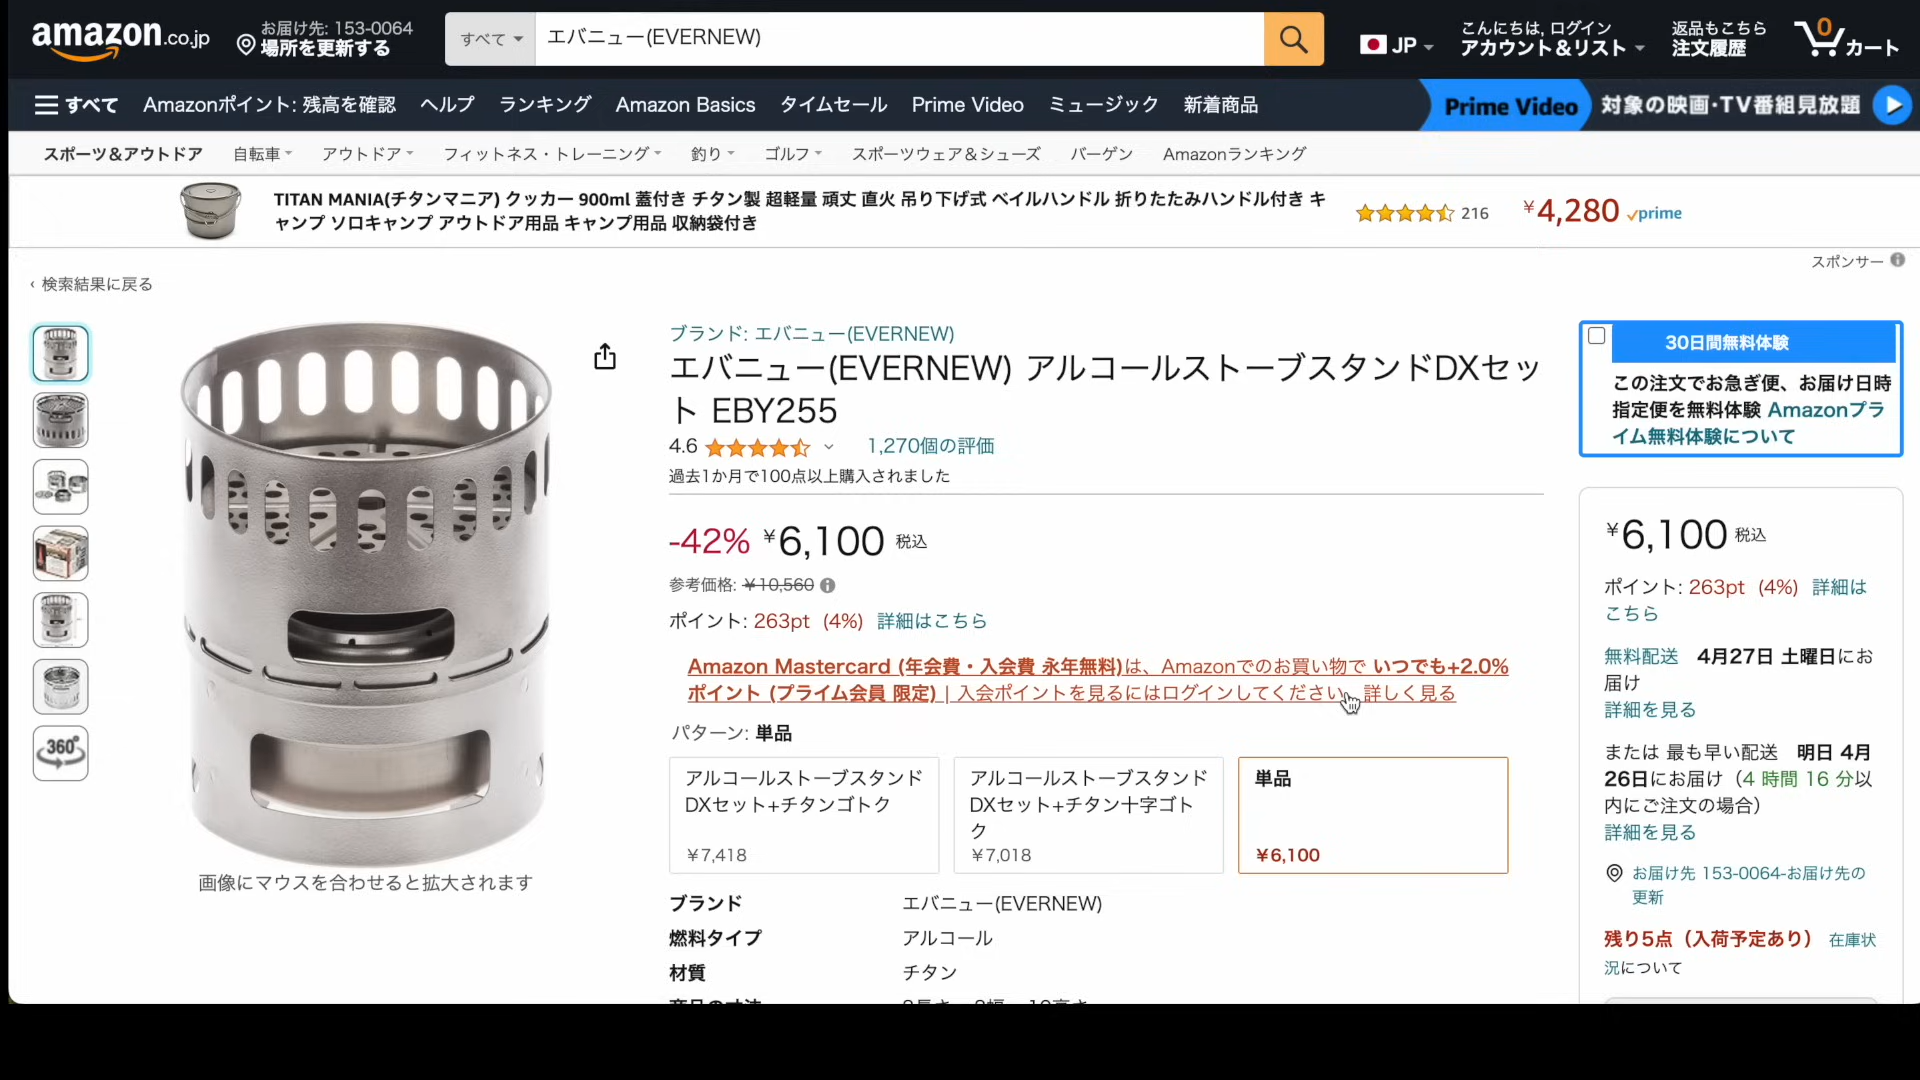 amazon.co.jp
お届け先: 153-0064
場所を更新する
すべて
エバニュー(EVERNEW)
JP
こんにちは, ログイン
アカウント＆リスト
返品もこちら
注文履歴
0
カート
すべて
Amazonポイント: 残高を確認
ヘルプ
ランキング
Amazon Basics
タイムセール
Prime Video
ミュージック
新着商品
Prime Video
対象の映画・TV番組見放題
スポーツ＆アウトドア
自転車
アウトドア
フィットネス・トレーニング
釣り
ゴルフ
スポーツウェア＆シューズ
バーゲン
Amazonランキング
TITAN MANIA(チタンマニア) クッカー 900ml 蓋付き チタン製 超軽量 頑丈 直火 吊り下げ式 ベイルハンドル 折りたたみハンドル付き キ
ャンプ ソロキャンプ アウトドア用品 キャンプ用品 収納袋付き
216
￥4,280
prime
スポンサー
‹ 検索結果に戻る
360°
画像にマウスを合わせると拡大されます
ブランド: エバニュー(EVERNEW)
エバニュー(EVERNEW) アルコールストーブスタンドDXセッ
ト EBY255
4.6
1,270個の評価
過去1か月で100点以上購入されました
-42% ￥6,100 税込
参考価格: ￥10,560
ポイント: 263pt (4%) 詳細はこちら
Amazon Mastercard (年会費・入会費 永年無料)は、Amazonでのお買い物で いつでも+2.0%
ポイント (プライム会員 限定) | 入会ポイントを見るにはログインしてください 詳しく見る
パターン: 単品
アルコールストーブスタンド
DXセット+チタンゴトク
￥7,418
アルコールストーブスタンド
DXセット+チタン十字ゴト
ク
￥7,018
単品
￥6,100
ブランド エバニュー(EVERNEW)
燃料タイプ アルコール
材質 チタン
30日間無料体験
この注文でお急ぎ便、お届け日時
指定便を無料体験 Amazonプラ
イム無料体験について
￥6,100 税込
ポイント: 263pt (4%) 詳細は
こちら
無料配送 4月27日 土曜日にお
届け
詳細を見る
または 最も早い配送 明日 4月
26日にお届け（4 時間 16 分以
内にご注文の場合）
詳細を見る
お届け先 153-0064-お届け先の
更新
残り5点（入荷予定あり） 在庫状
況について